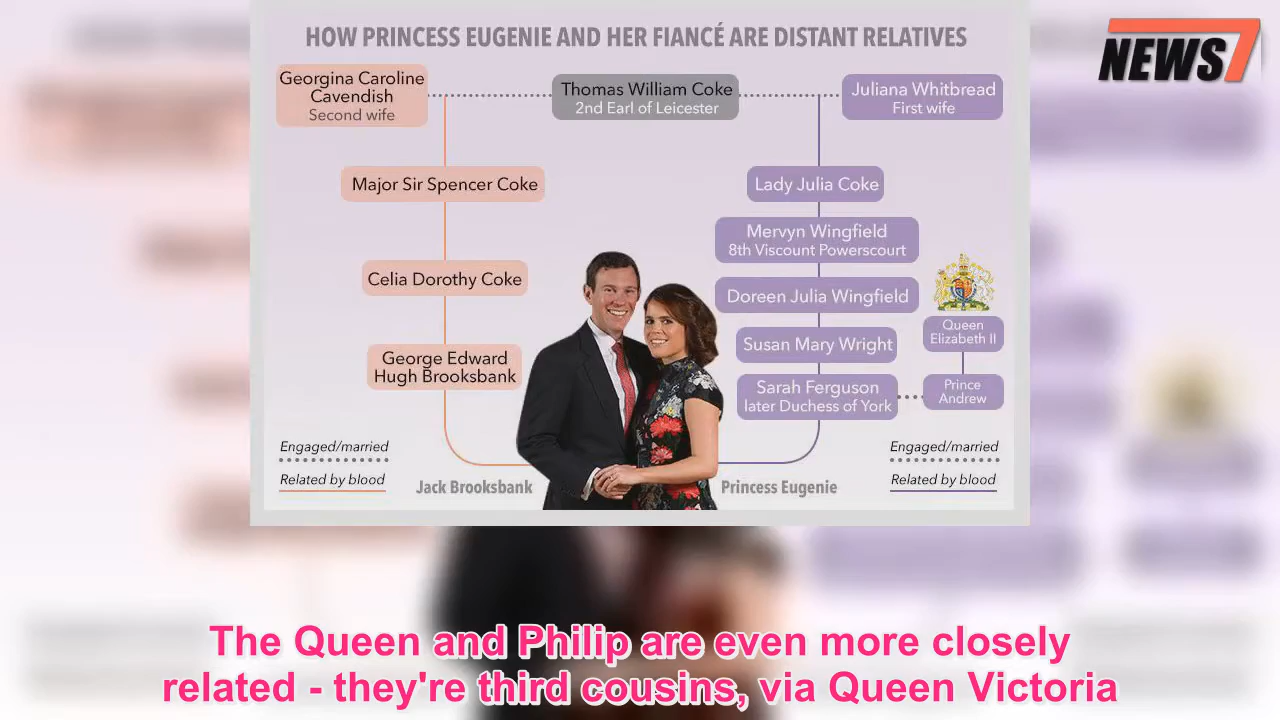 NEWS7
HOW PRINCESS EUGENIE AND HER FIANCÉ ARE DISTANT RELATIVES
Georgina Caroline
Cavendish
Second wife
Thomas William Coke
2nd Earl of Leicester
Juliana Whitbread
First wife
Major Sir Spencer Coke
Lady Julia Coke
Mervyn Wingfield
8th Viscount Powerscourt
Celia Dorothy Coke
Doreen Julia Wingfield
Queen
Elizabeth II
Susan Mary Wright
George Edward
Hugh Brooksbank
Sarah Ferguson
later Duchess of York
Prince
Andrew
Engaged/married
Related by blood
Engaged/married
Related by blood
Jack Brooksbank
Princess Eugenie
The Queen and Philip are even more closely
related - they're third cousins, via Queen Victoria